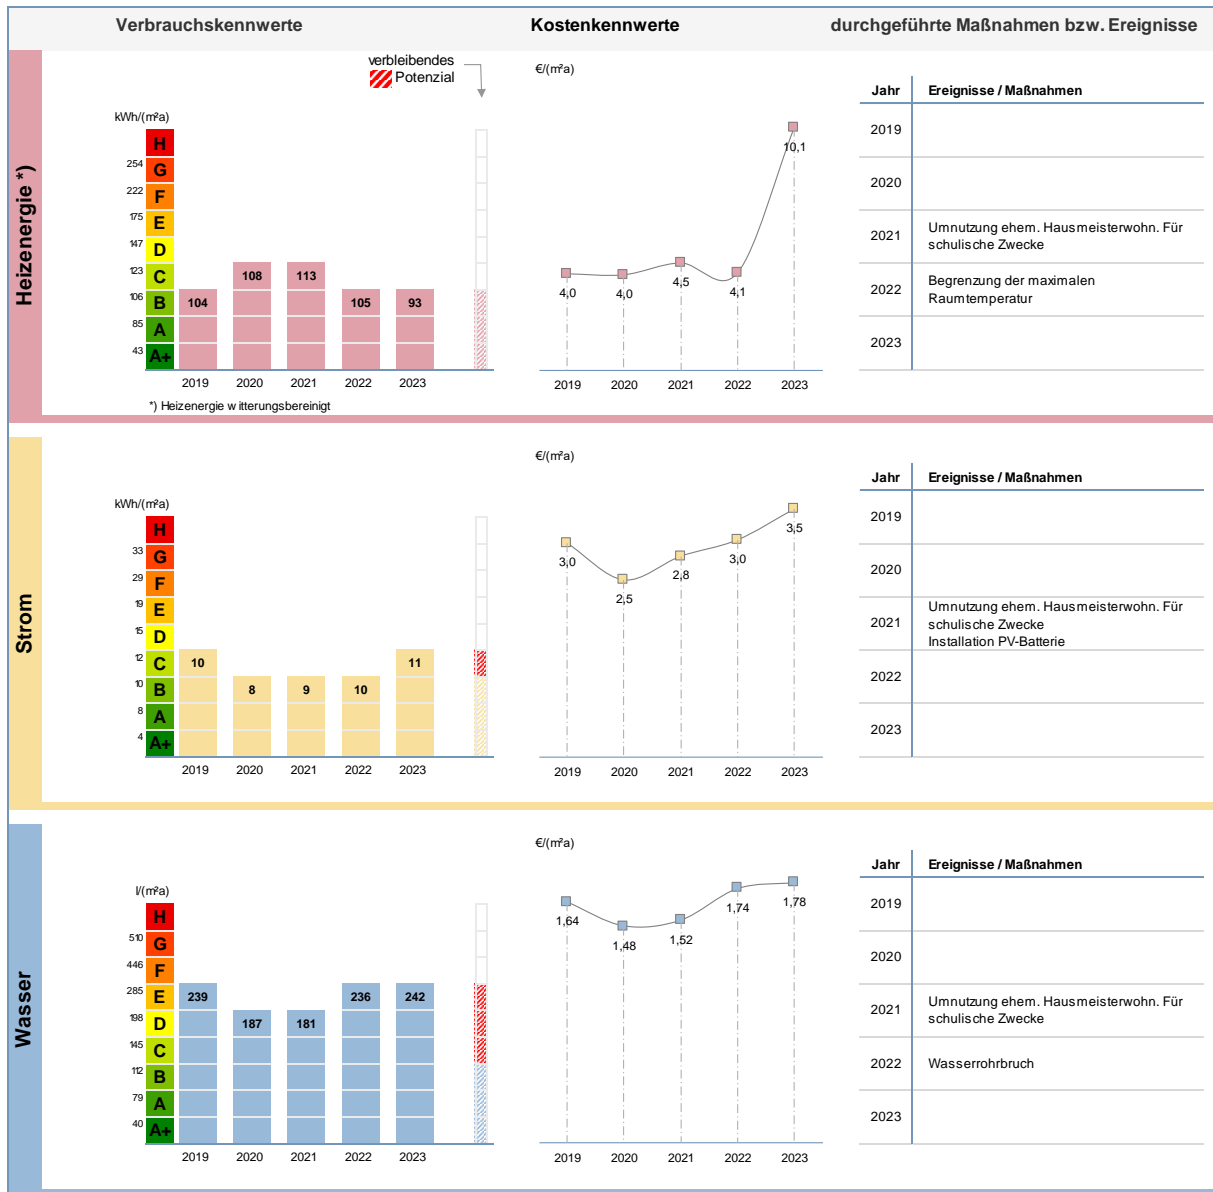 Verbrauchskennwerte
Kostenkennwerte
durchgeführte Maßnahmen bzw. Ereignisse
Heizenergie *)
verbleibendes
Potenzial
kWh/(m²a)
H
254
G
222
F
175
E
147
D
123
C
106
B
85
A
43
A+
104
108
113
105
93
2019
2020
2021
2022
2023
*) Heizenergie witterungsbereinigt
€/(m²a)
4,0
4,0
4,5
4,1
10,1
2019
2020
2021
2022
2023
Jahr
Ereignisse / Maßnahmen
2019
2020
2021
Umnutzung ehem. Hausmeisterwohn. Für
schulische Zwecke
2022
Begrenzung der maximalen
Raumtemperatur
2023
Strom
kWh/(m²a)
H
33
G
29
F
19
E
15
D
12
C
10
B
8
A
4
A+
10
8
9
10
11
2019
2020
2021
2022
2023
€/(m²a)
3,0
2,5
2,8
3,0
3,5
2019
2020
2021
2022
2023
Jahr
Ereignisse / Maßnahmen
2019
2020
2021
Umnutzung ehem. Hausmeisterwohn. Für
schulische Zwecke
Installation PV-Batterie
2022
2023
Wasser
l/(m²a)
H
510
G
446
F
285
E
198
D
145
C
112
B
79
A
40
A+
239
187
181
236
242
2019
2020
2021
2022
2023
€/(m²a)
1,64
1,48
1,52
1,74
1,78
2019
2020
2021
2022
2023
Jahr
Ereignisse / Maßnahmen
2019
2020
2021
Umnutzung ehem. Hausmeisterwohn. Für
schulische Zwecke
2022
Wasserrohrbruch
2023